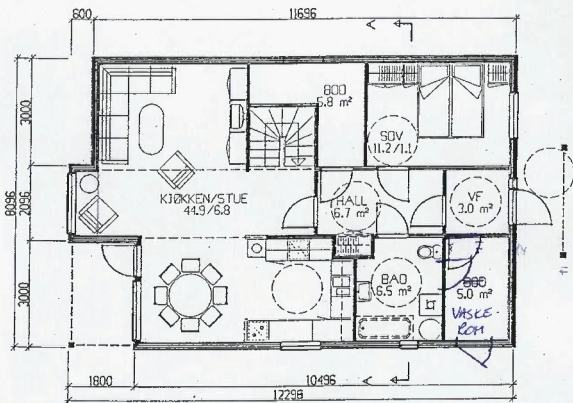 600
11696
A
3000
2096
3000
8096
BOD
5.8 m²
SOV
11.2/1.1
KJØKKEN/STUE
44.9/6.8
HALL
6.7 m²
VF
3.0 m²
BAD
6.5 m²
BOD
5.0 m²
VASKE-
ROM
A
1800
10496
12296